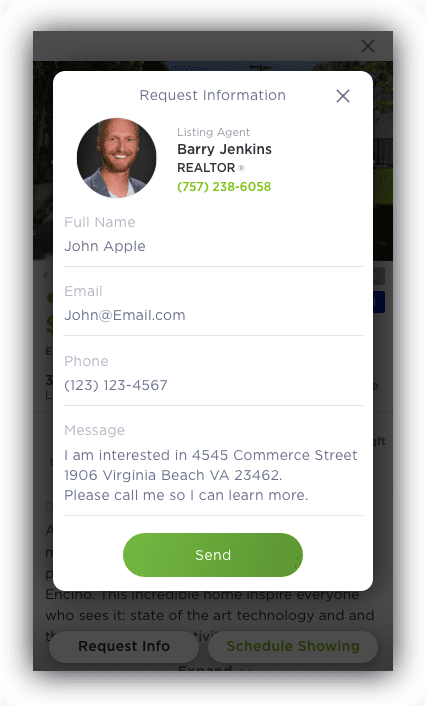 Request Information
Listing Agent
Barry Jenkins
REALTOR ®
(757) 238-6058
Full Name
John Apple
Email
John@Email.com
Phone
(123) 123-4567
Message
I am interested in 4545 Commerce Street
1906 Virginia Beach VA 23462.
Please call me so I can learn more.
Send
Encino. This incredible home inspire everyone
who sees it: state of the art technology and and
Request Info
Schedule Showing
Expand